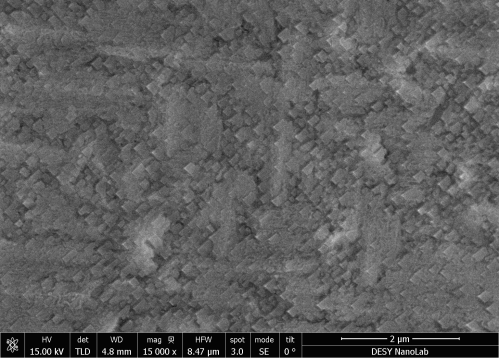 HV det WD mag HFW spot mode tilt 2 µm
15.00 kV TLD 4.8 mm 15 000 x 8.47 µm 3.0 SE 0 ° DESY NanoLab